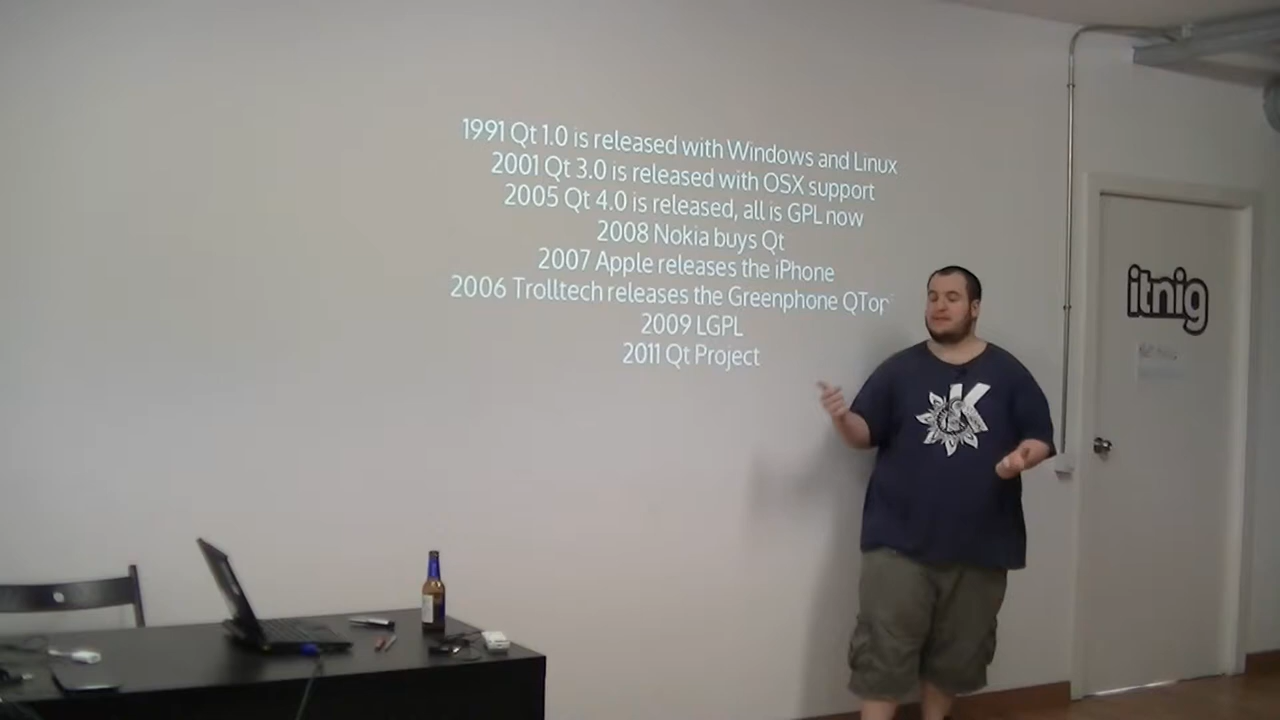 1991 Qt 1.0 is released with Windows and Linux
2001 Qt 3.0 is released with OSX support
2005 Qt 4.0 is released, all is GPL now
2008 Nokia buys Qt
2007 Apple releases the iPhone
2006 Trolltech releases the Greenphone QTop
2009 LGPL
2011 Qt Project
itnig
K